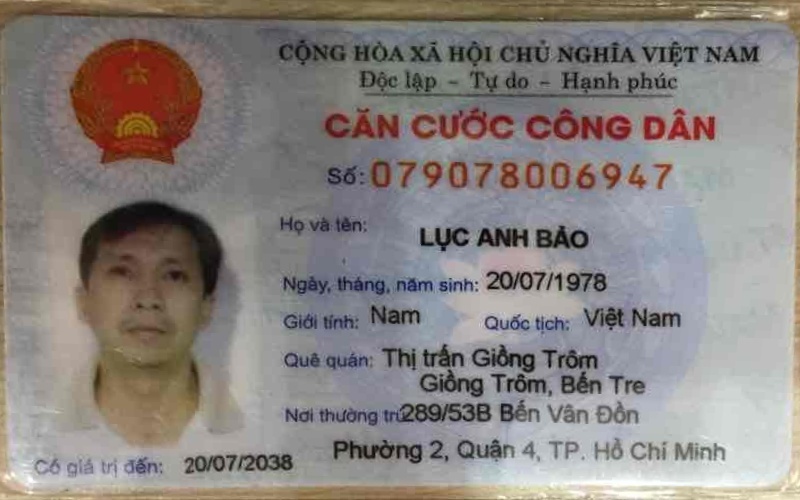 CỘNG HÒA XÃ HỘI CHỦ NGHĨA VIỆT NAM
Độc lập - Tự do - Hạnh phúc
CĂN CƯỚC CÔNG DÂN
Số: 079078006947
Họ và tên: LỤC ANH BẢO
Ngày, tháng, năm sinh: 20/07/1978
Giới tính: Nam Quốc tịch: Việt Nam
Quê quán: Thị trấn Giồng Trôm
Giồng Trôm, Bến Tre
Nơi thường trú: 289/53B Bến Vân Đồn
Phường 2, Quận 4, TP. Hồ Chí Minh
Có giá trị đến: 20/07/2038